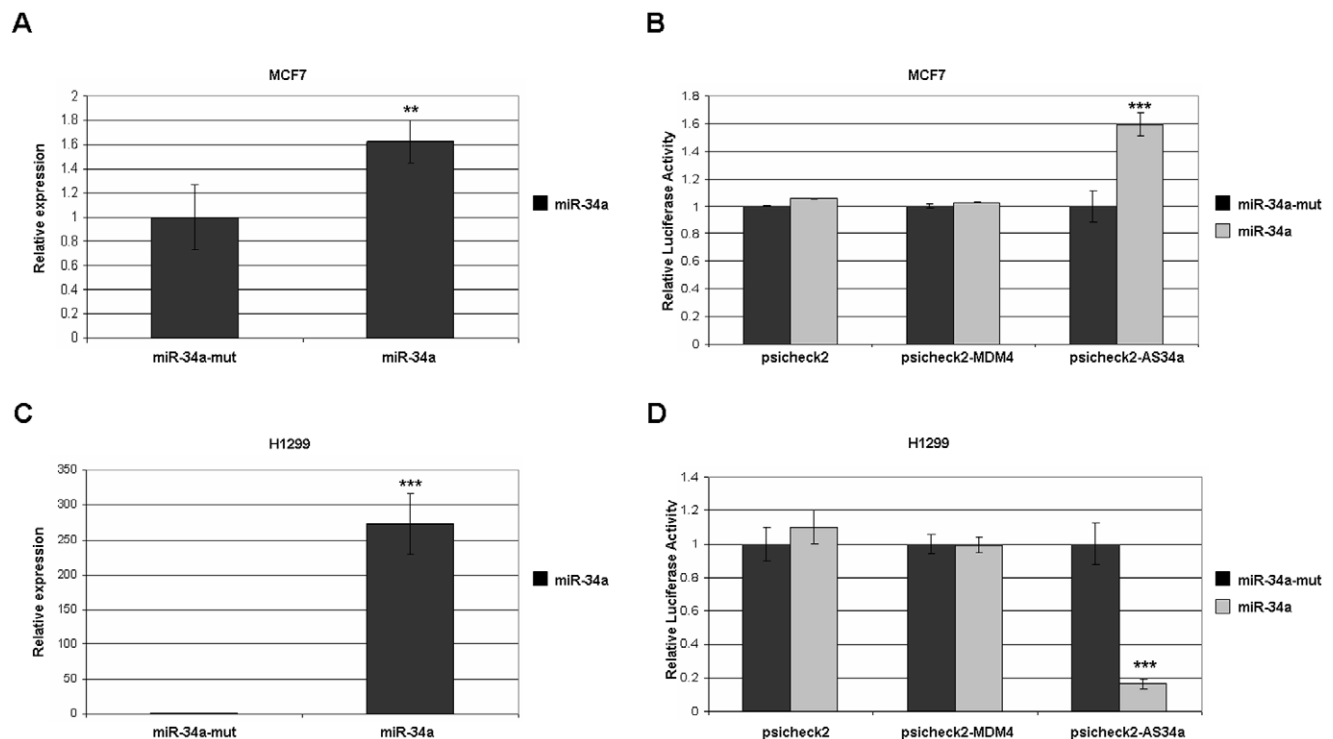 A
MCF7
Relative expression
2
1.8
1.6
1.4
1.2
1
0.8
0.6
0.4
0.2
0
**
miR-34a-mut
miR-34a
miR-34a
B
MCF7
Relative Luciferase Activity
1.8
1.6
1.4
1.2
1
0.8
0.6
0.4
0.2
0
***
psicheck2
psicheck2-MDM4
psicheck2-AS34a
miR-34a-mut
miR-34a
C
H1299
Relative expression
350
300
250
200
150
100
50
0
***
miR-34a-mut
miR-34a
miR-34a
D
H1299
Relative Luciferase Activity
1.4
1.2
1
0.8
0.6
0.4
0.2
0
***
psicheck2
psicheck2-MDM4
psicheck2-AS34a
miR-34a-mut
miR-34a